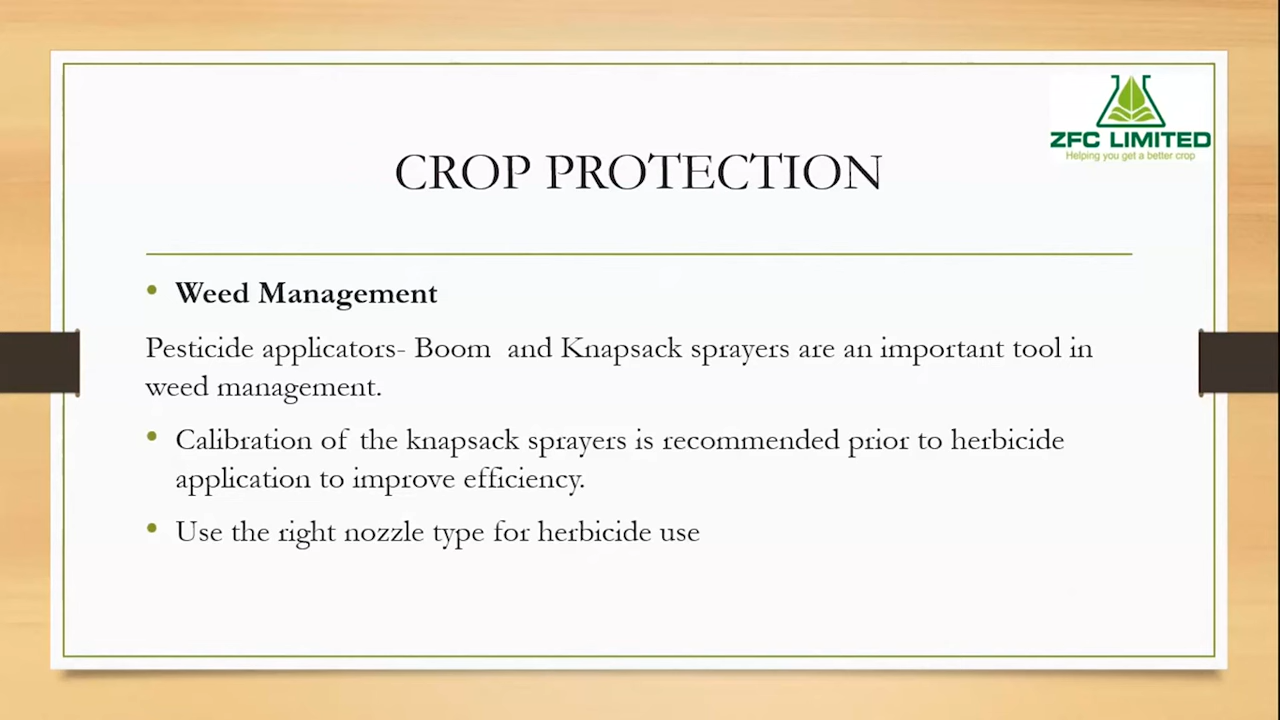 ZFC LIMITED
Helping you get a better crop
CROP PROTECTION
• Weed Management
Pesticide applicators- Boom and Knapsack sprayers are an important tool in
weed management.
• Calibration of the knapsack sprayers is recommended prior to herbicide
application to improve efficiency.
• Use the right nozzle type for herbicide use